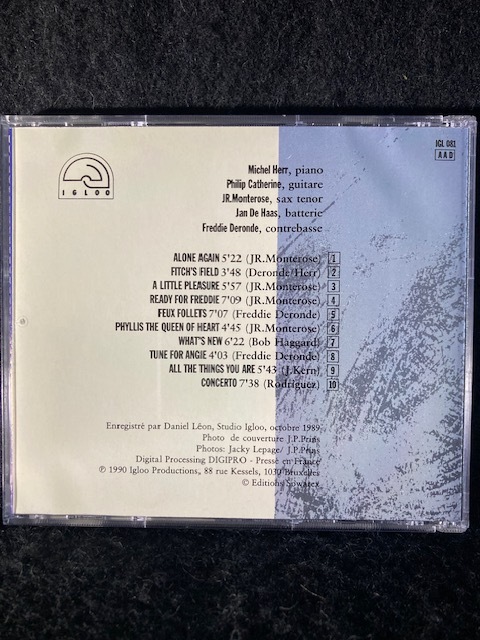 IGL 081
AAD
IGLOO
Michel Herr, piano
Philip Catherine, guitare
JR.Monterose, sax tenor
Jan De Haas, batterie
Freddie Deronde, contrebasse
ALONE AGAIN 5'22 (JR.Monterose) 1
FITCH'S FIELD 3'48 (Deronde/Herr) 2
A LITTLE PLEASURE 5'57 (JR.Monterose) 3
READY FOR FREDDIE 7'09 (JR.Monterose) 4
FEUX FOLLETS 7'07 (Freddie Deronde) 5
PHYLLIS THE QUEEN OF HEART 4'45 (JR.Monterose) 6
WHAT'S NEW 6'22 (Bob Haggard) 7
TUNE FOR ANGIE 4'03 (Freddie Deronde) 8
ALL THE THINGS YOU ARE 5'43 (J.Kern) 9
CONCERTO 7'38 (Rodriguez) 10
Enregistré par Daniel Léon, Studio Igloo, octobre 1989
Photo de couverture J.P.Prins
Photos: Jacky Lepage/ J.P.Prins
Digital Processing DIGIPRO - Pressé en France
℗ 1990 Igloo Productions, 88 rue Kessels, 1030 Bruxelles
© Editions Sowarex